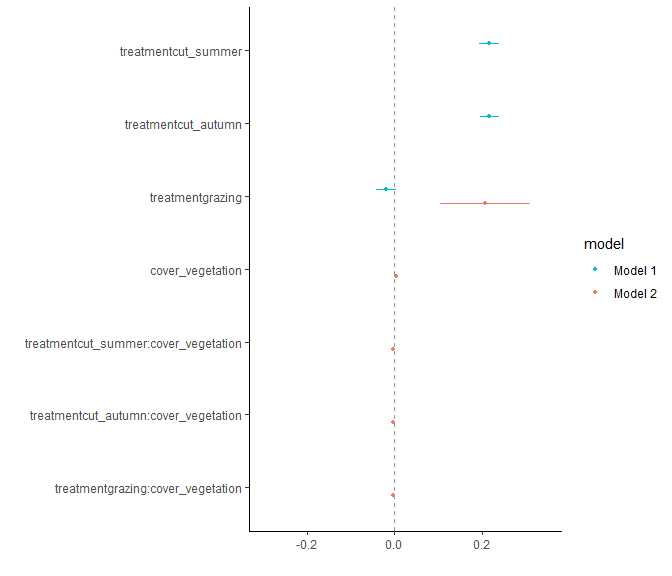 treatmentcut_summer
treatmentcut_autumn
treatmentgrazing
cover_vegetation
treatmentcut_summer:cover_vegetation
treatmentcut_autumn:cover_vegetation
treatmentgrazing:cover_vegetation
-0.2 0.0 0.2
model
Model 1
Model 2